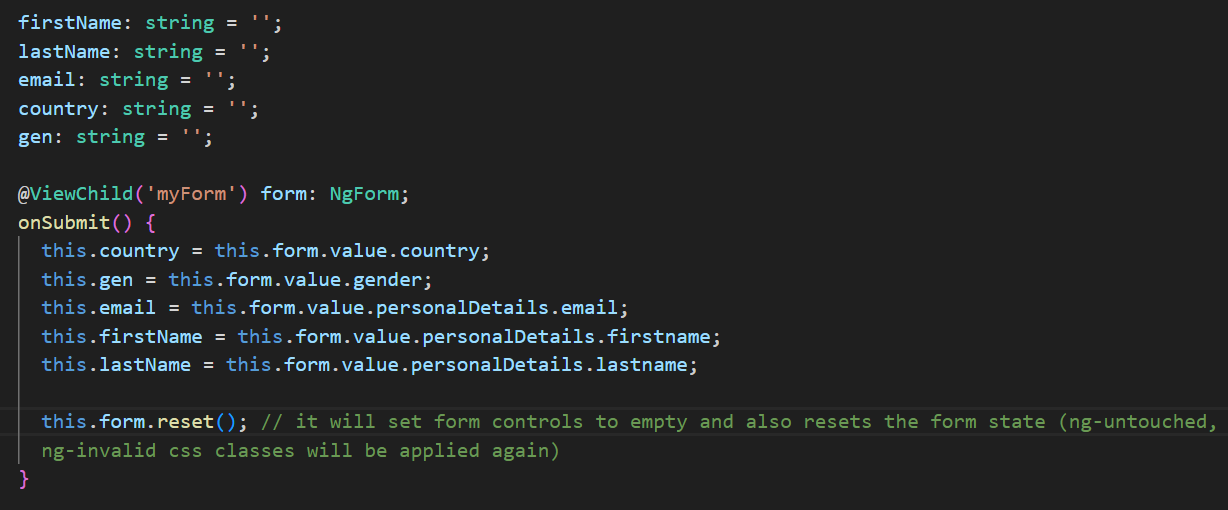 firstName: string = '';
lastName: string = '';
email: string = '';
country: string = '';
gen: string = '';
@ViewChild('myForm') form: NgForm;
onSubmit() {
this.country = this.form.value.country;
this.gen = this.form.value.gender;
this.email = this.form.value.personalDetails.email;
this.firstName = this.form.value.personalDetails.firstname;
this.lastName = this.form.value.personalDetails.lastname;
this.form.reset(); // it will set form controls to empty and also resets the form state (ng-untouched,
ng-invalid css classes will be applied again)
}